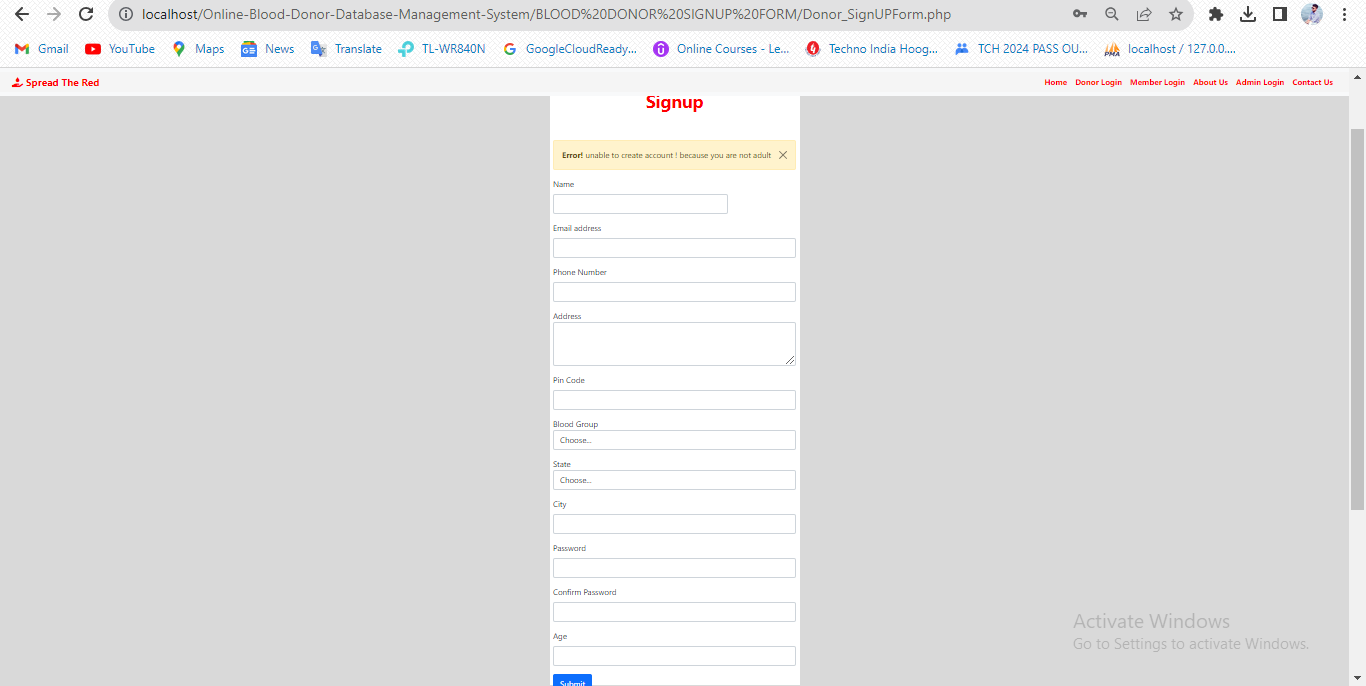 localhost/Online-Blood-Donor-Database-Management-System/BLOOD%20DONOR%20SIGNUP%20FORM/Donor_SignUPForm.php
Gmail YouTube Maps News Translate TL-WR840N GoogleCloudReady... Online Courses - Le... Techno India Hoog... TCH 2024 PASS OU... localhost / 127.0.0....
Spread The Red Home Donor Login Member Login About Us Admin Login Contact Us
Signup
Error! unable to create account ! because you are not adult
Name
Email address
Phone Number
Address
Pin Code
Blood Group
Choose...
State
Choose...
City
Password
Confirm Password
Age
Submit
Activate Windows
Go to Settings to activate Windows.